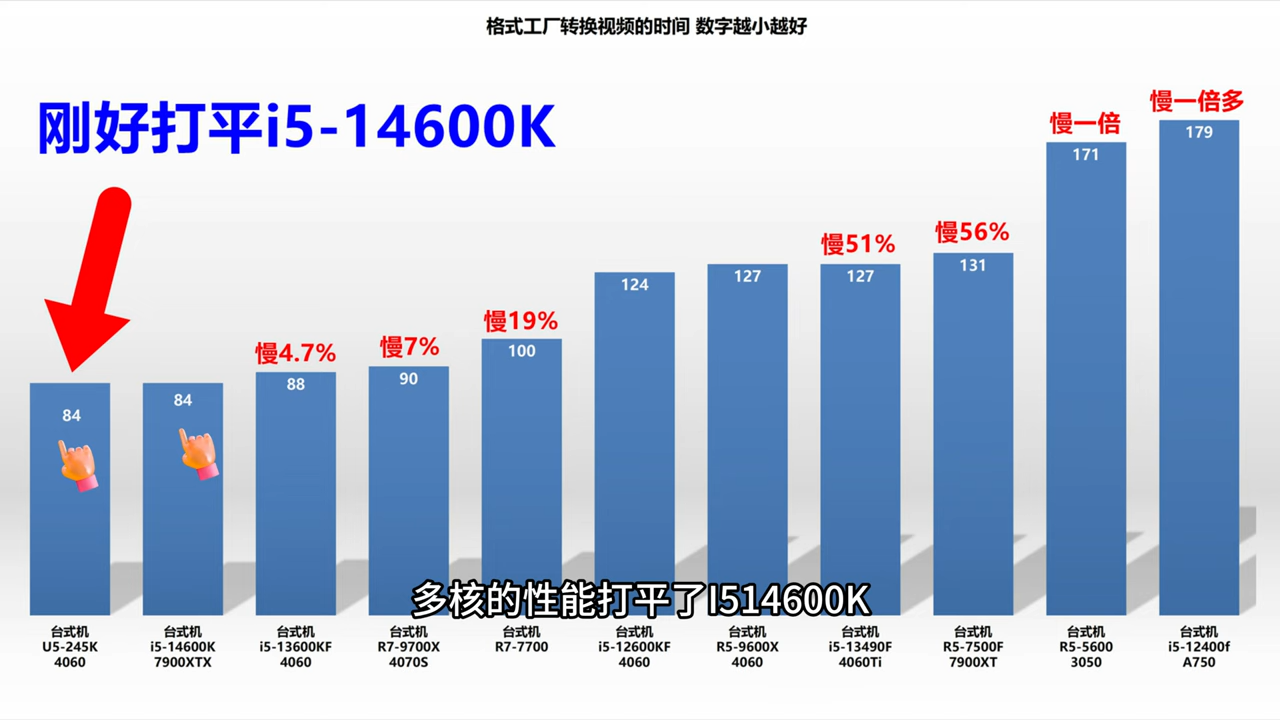 格式工厂转换视频的时间 数字越小越好
刚好打平i5-14600K
慢4.7%
慢7%
慢19%
慢51%
慢56%
慢一倍
慢一倍多
84
84
88
90
100
124
127
127
131
171
179
多核的性能打平了I514600K
台式机
U5-245K
4060
台式机
i5-14600K
7900XTX
台式机
i5-13600KF
4060
台式机
R7-9700X
4070S
台式机
R7-7700
台式机
i5-12600KF
4060
台式机
R5-9600X
4060
台式机
i5-13490F
4060Ti
台式机
R5-7500F
7900XT
台式机
R5-5600
3050
台式机
i5-12400f
A750